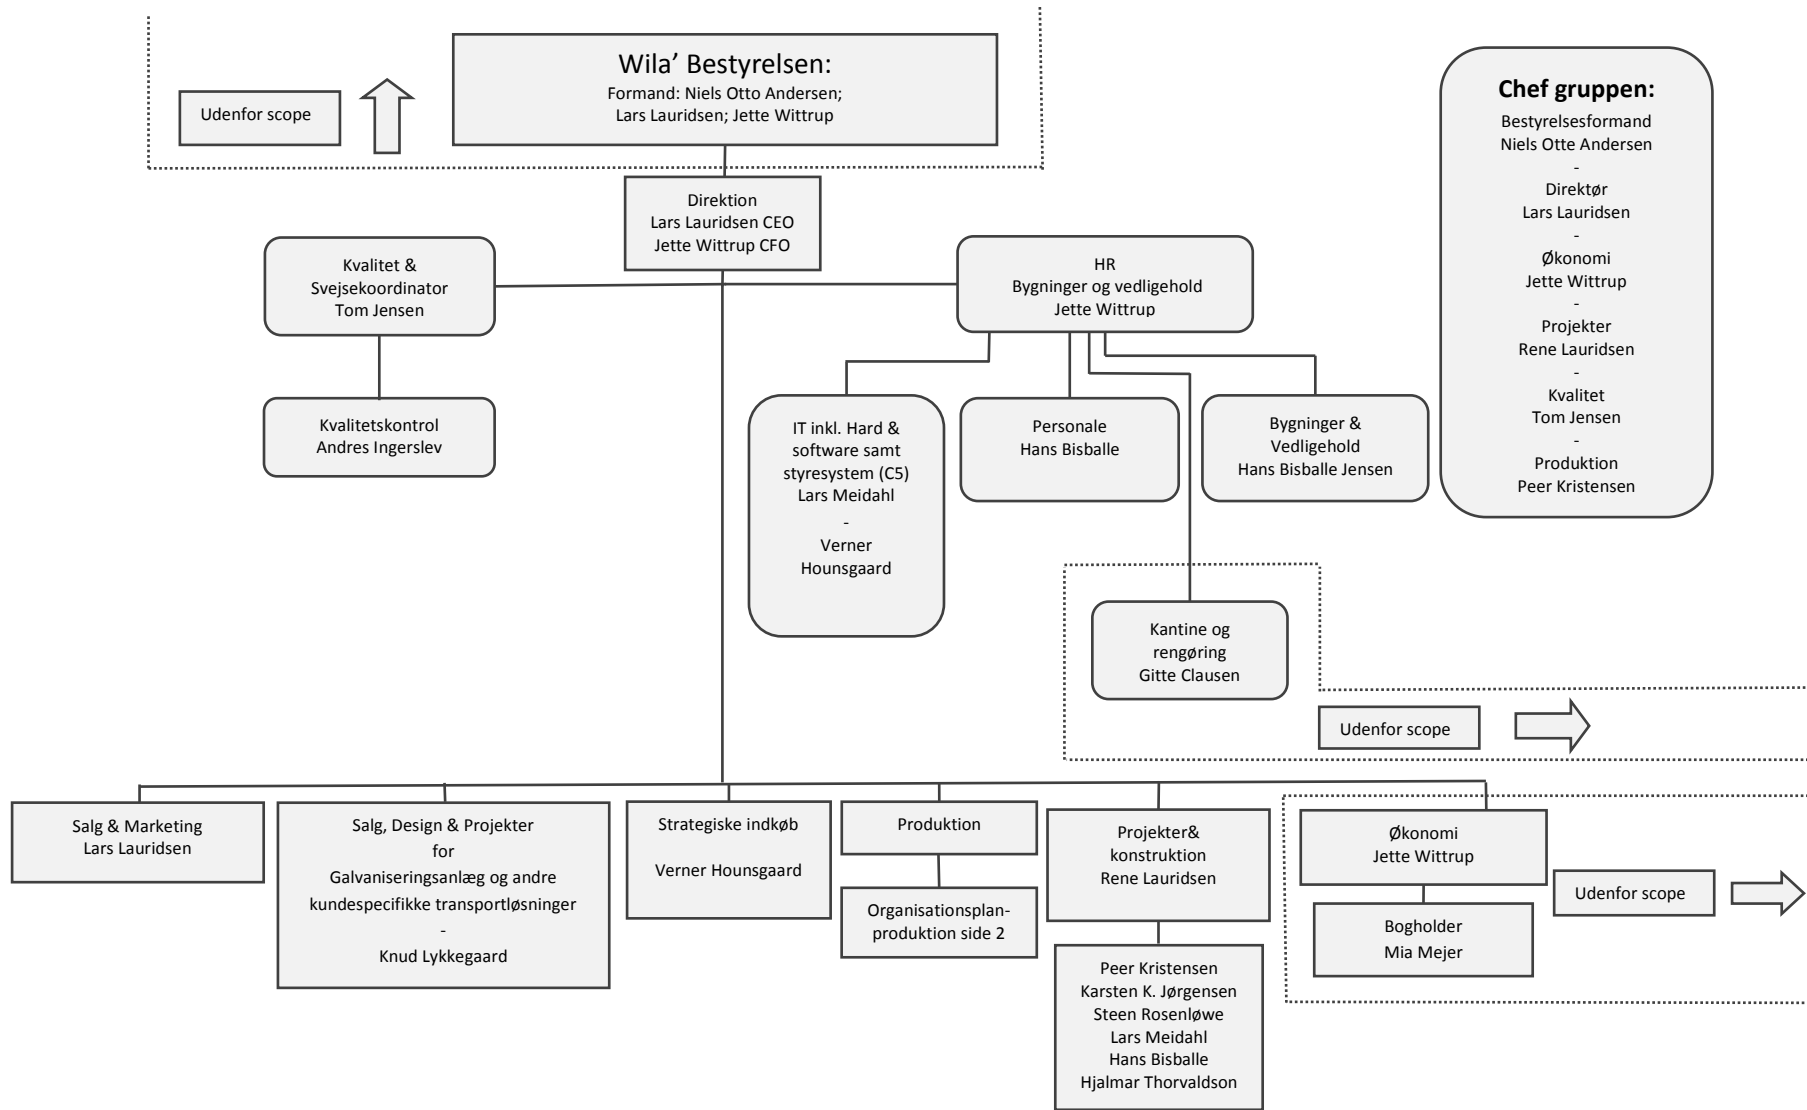 Wila’ Bestyrelsen:
Formand: Niels Otto Andersen;
Lars Lauridsen; Jette Wittrup
Udenfor scope
Chef gruppen:
Bestyrelsesformand
Niels Otte Andersen
-
Direktør
Lars Lauridsen
-
Økonomi
Jette Wittrup
-
Projekter
Rene Lauridsen
-
Kvalitet
Tom Jensen
-
Produktion
Peer Kristensen
Direktion
Lars Lauridsen CEO
Jette Wittrup CFO
Kvalitet &
Svejsekoordinator
Tom Jensen
HR
Bygninger og vedligehold
Jette Wittrup
Kvalitetskontrol
Andres Ingerslev
IT inkl. Hard &
software samt
styresystem (C5)
Lars Meidahl
-
Verner
Hounsgaard
Personale
Hans Bisballe
Bygninger &
Vedligehold
Hans Bisballe Jensen
Kantine og
rengøring
Gitte Clausen
Udenfor scope
Salg & Marketing
Lars Lauridsen
Salg, Design & Projekter
for
Galvaniseringsanlæg og andre
kundespecifikke transportløsninger
-
Knud Lykkegaard
Strategiske indkøb
Verner Hounsgaard
Produktion
Organisationsplan-
produktion side 2
Projekter&
konstruktion
Rene Lauridsen
Peer Kristensen
Karsten K. Jørgensen
Steen Rosenløwe
Lars Meidahl
Hans Bisballe
Hjalmar Thorvaldson
Økonomi
Jette Wittrup
Bogholder
Mia Mejer
Udenfor scope